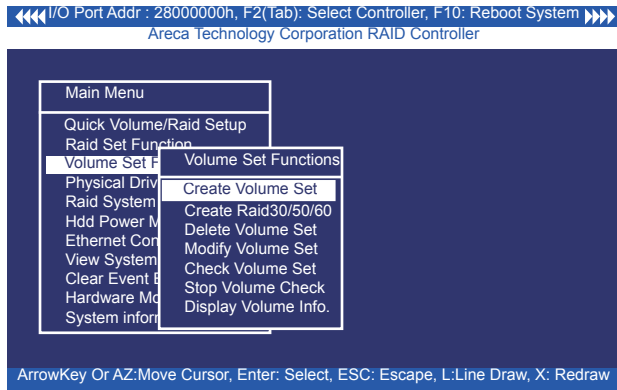 I/O Port Addr : 28000000h, F2(Tab): Select Controller, F10: Reboot System
Areca Technology Corporation RAID Controller
Main Menu
Quick Volume/Raid Setup
Raid Set Function
Volume Set F
Physical Driv
Raid System
Hdd Power M
Ethernet Con
View System
Clear Event B
Hardware Mo
System infor
Volume Set Functions
Create Volume Set
Create Raid30/50/60
Delete Volume Set
Modify Volume Set
Check Volume Set
Stop Volume Check
Display Volume Info.
ArrowKey Or AZ:Move Cursor, Enter: Select, ESC: Escape, L:Line Draw, X: Redraw